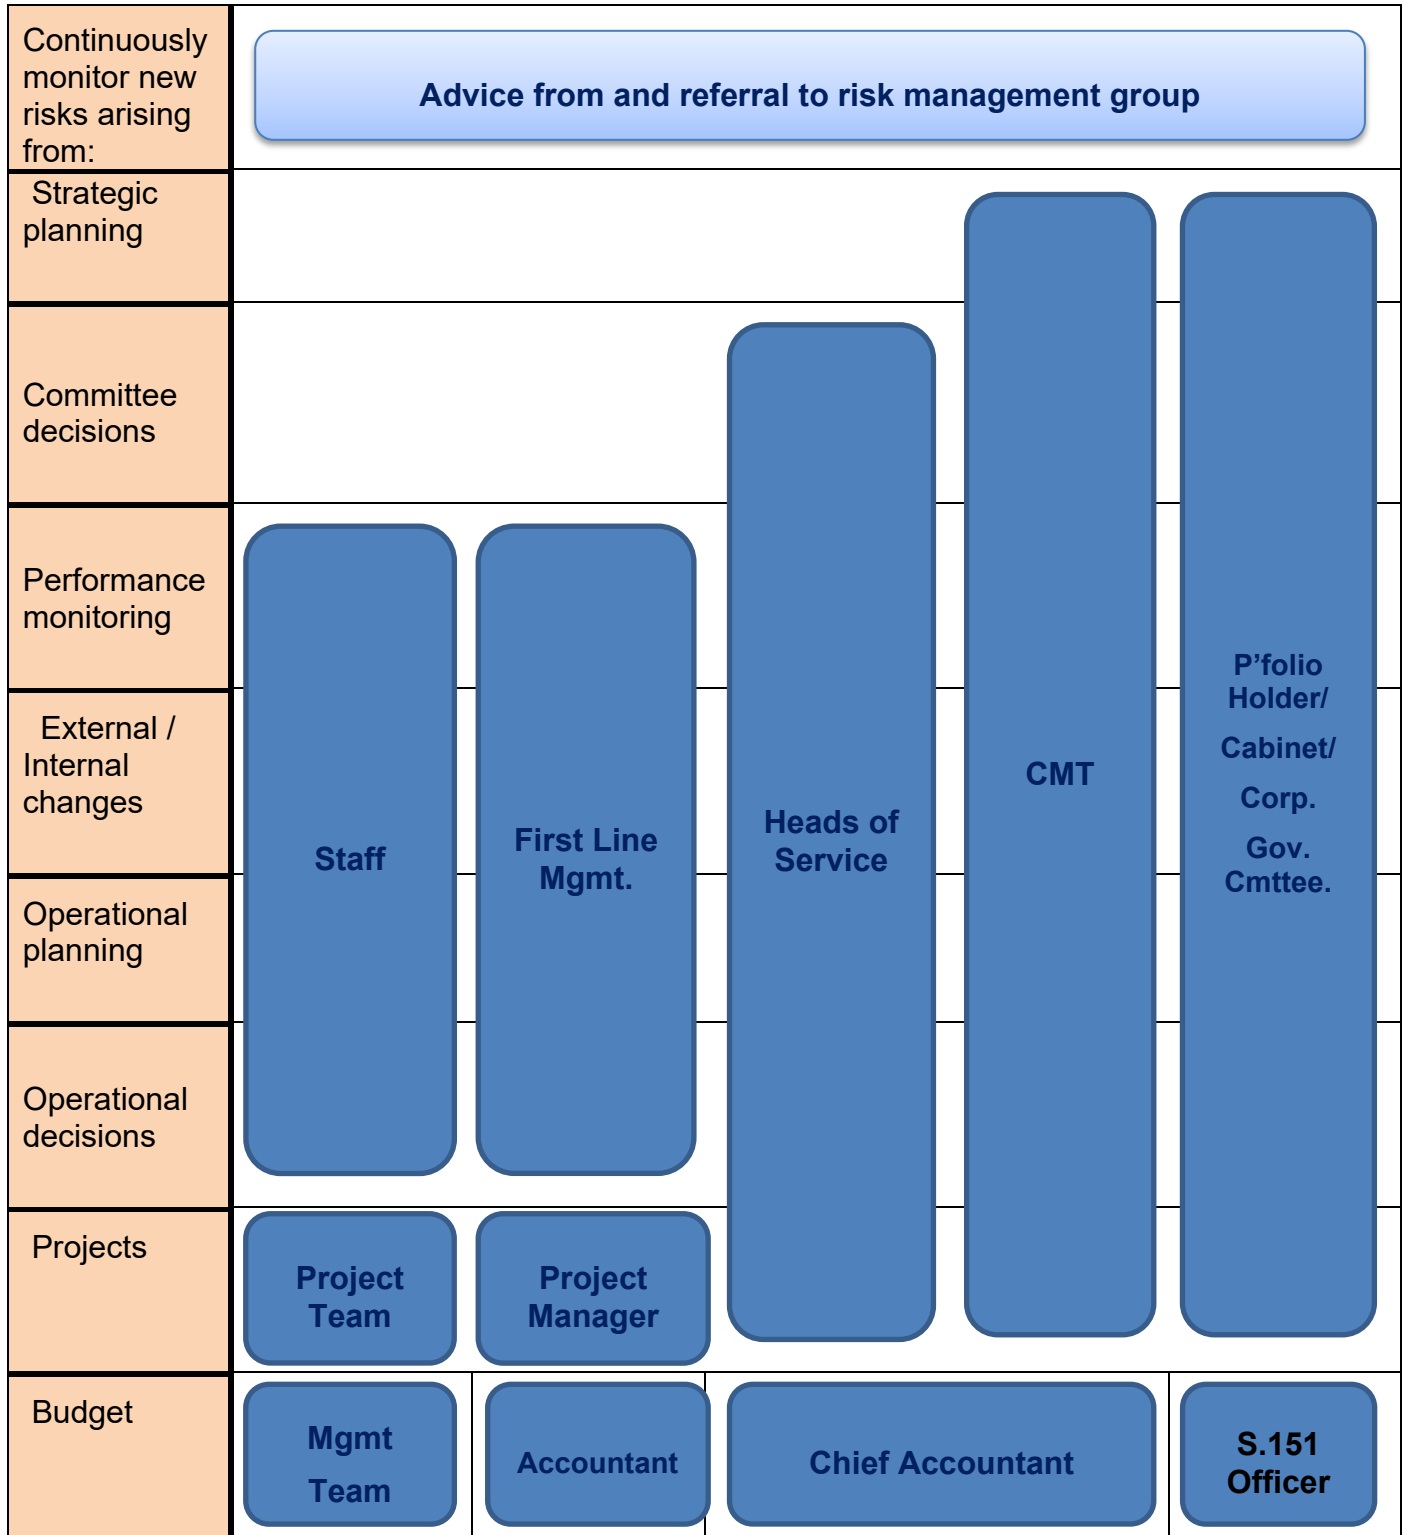 Continuously
monitor new
risks arising
from:
Advice from and referral to risk management group
Strategic
planning
Committee
decisions
Performance
monitoring
External /
Internal
changes
Operational
planning
Operational
decisions
Staff
First Line
Mgmt.
Heads of
Service
CMT
P’folio
Holder/
Cabinet/
Corp.
Gov.
Cmttee.
Projects
Project
Team
Project
Manager
Budget
Mgmt
Team
Accountant
Chief Accountant
S.151
Officer